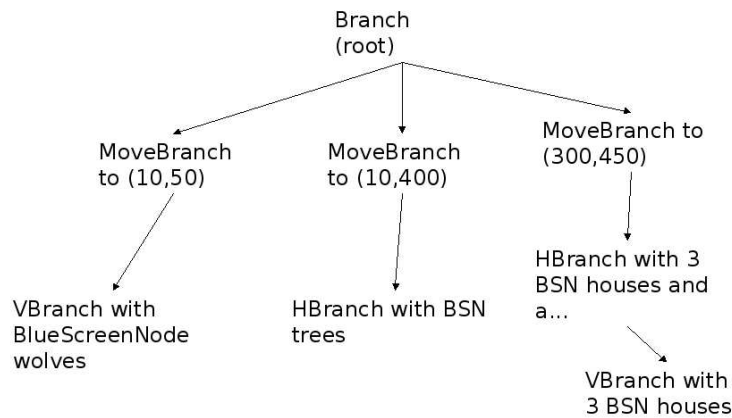 Branch
(root)
MoveBranch
to (10,50)
MoveBranch
to (10,400)
MoveBranch to
(300,450)
VBranch with
BlueScreenNode
wolves
HBranch with BSN
trees
HBranch with 3
BSN houses and
a...
VBranch with
3 BSN houses